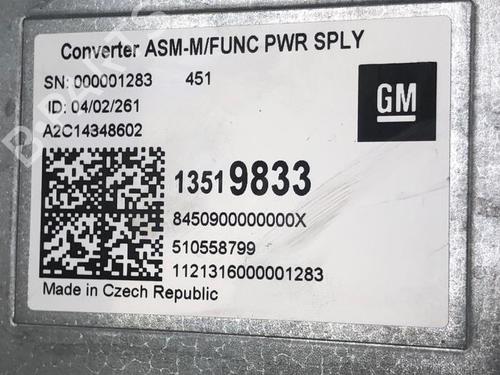 Converter ASM-M/FUNC PWR SPLY
SN: 000001283 451
ID: 04/02/261
A2C14348602
GM
13519833
8450900000000X
510558799
1121316000001283
Made in Czech Republic